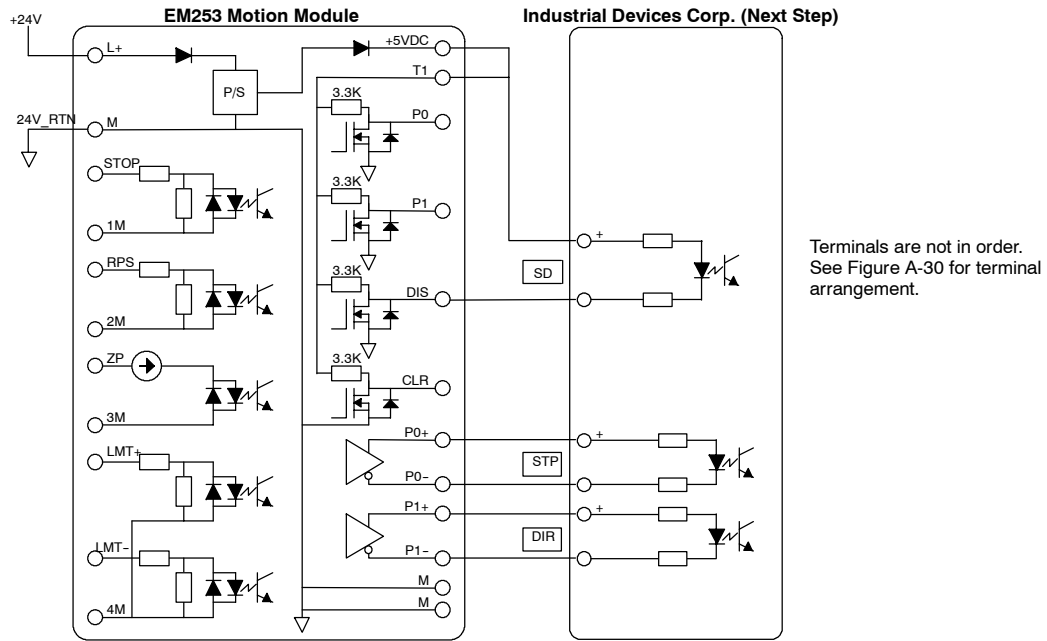 EM253 Motion Module
Industrial Devices Corp. (Next Step)
+24V
L+
+5VDC
T1
P/S
3.3K
P0
24V_RTN
M
STOP
3.3K
P1
1M
RPS
SD
+
3.3K
DIS
2M
ZP
3.3K
CLR
3M
LMT+
P0+
STP
+
P0−
P1+
DIR
+
LMT−
P1−
M
4M
M
Terminals are not in order.
See Figure A-30 for terminal
arrangement.